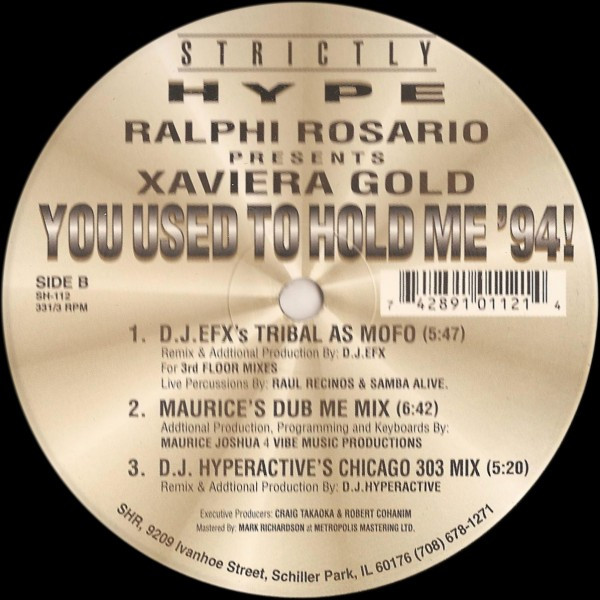 STRICTLY
HYPE
RALPHI ROSARIO
PRESENTS
XAVIERA GOLD
YOU USED TO HOLD ME '94!
SIDE B
SH-112
331/3 RPM
7 42891 01121 4
1. D.J.EFX's TRIBAL AS MOFO (5:47)
Remix & Addtional Production By: D.J.EFX
For 3rd FLOOR MIXES
Live Percussions By: RAUL RECINOS & SAMBA ALIVE.
2. MAURICE'S DUB ME MIX (6:42)
Addtional Production, Programming and Keyboards By:
MAURICE JOSHUA 4 VIBE MUSIC PRODUCTIONS
3. D.J. HYPERACTIVE'S CHICAGO 303 MIX (5:20)
Remix & Addtional Production By: D.J.HYPERACTIVE
Executive Producers: CRAIG TAKAOKA & ROBERT COHANIM
Mastered By: MARK RICHARDSON at METROPOLIS MASTERING LTD.
SHR, 9209 Ivanhoe Street, Schiller Park, IL 60176 (708) 678-1271